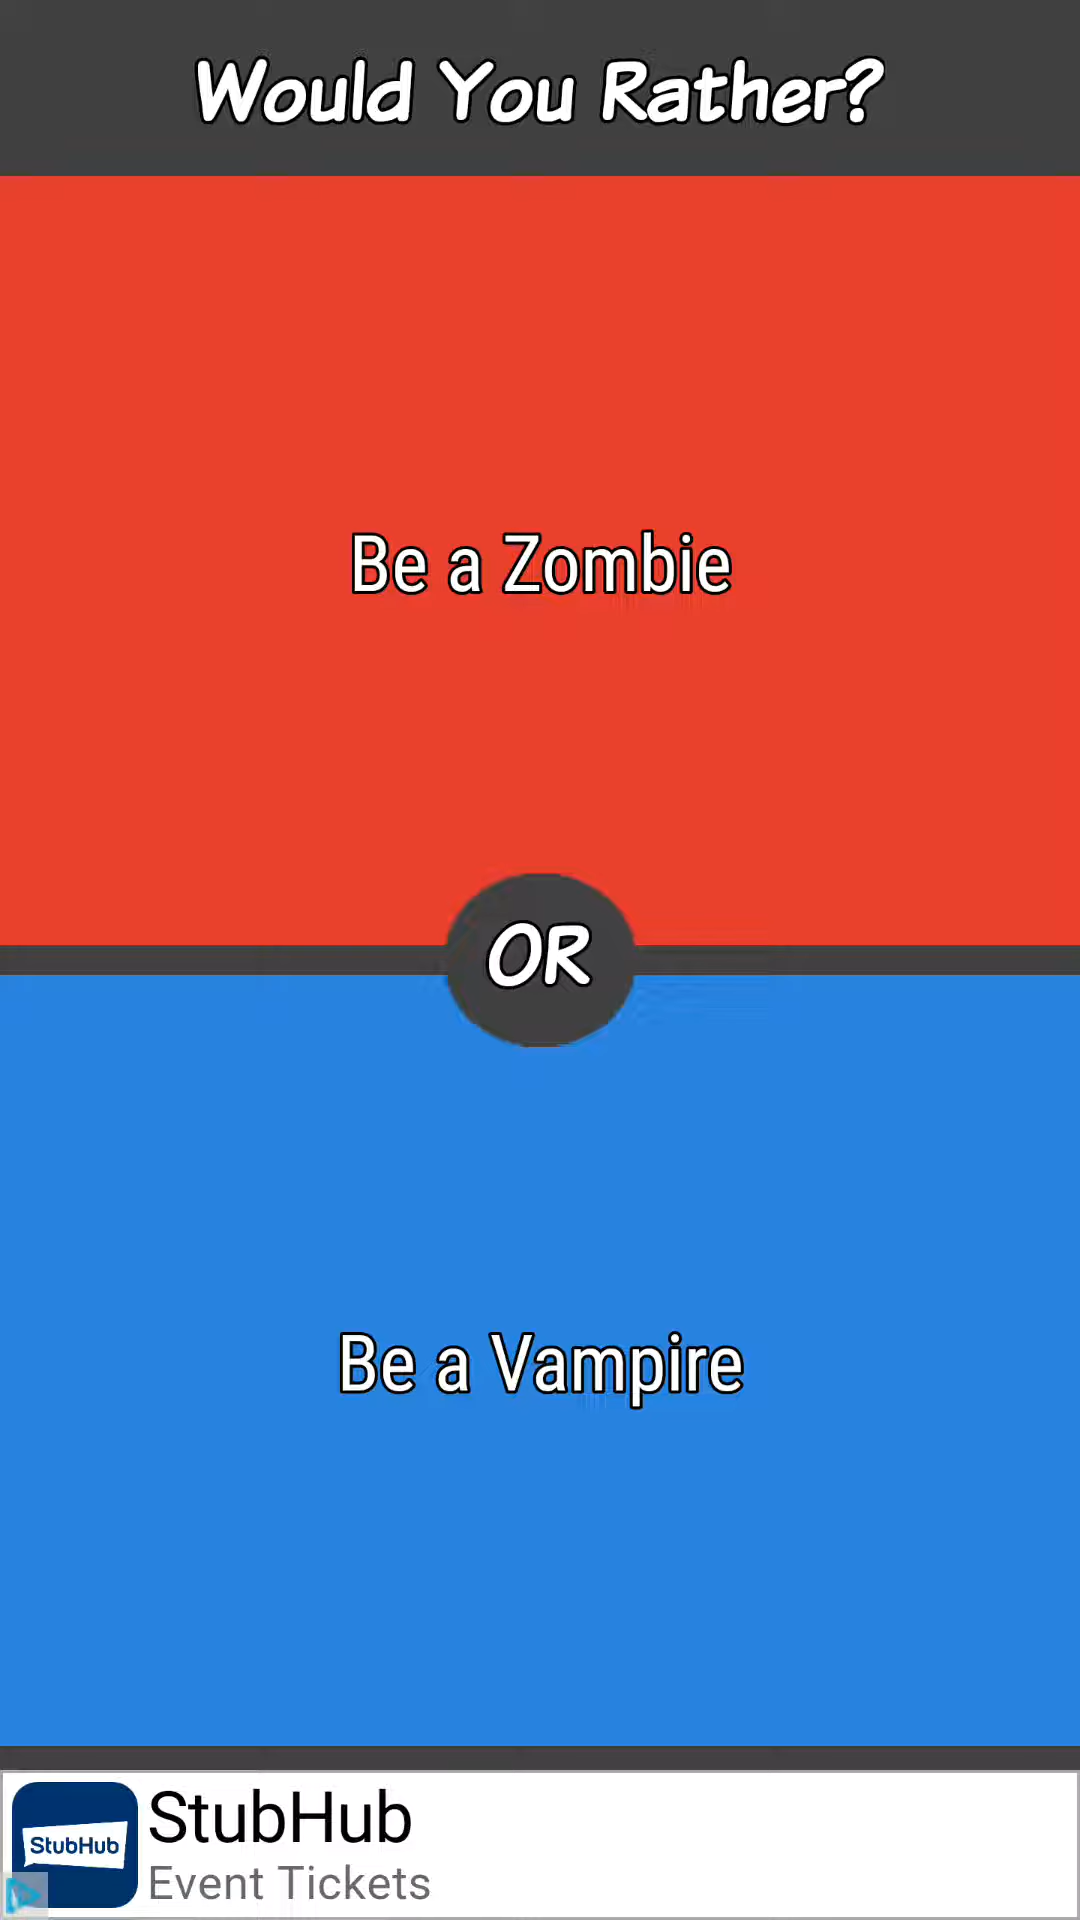 Would You Rather?
Be a Zombie
OR
Be a Vampire
StubHub
StubHub
Event Tickets